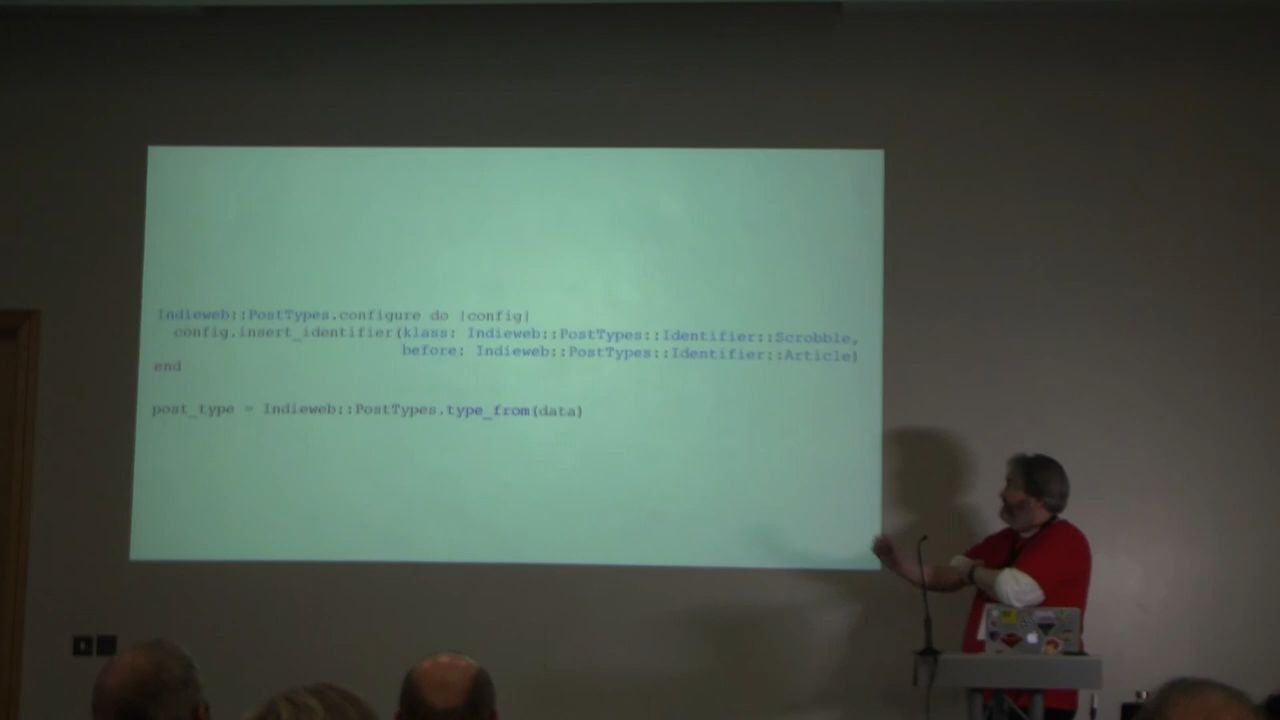 Indieweb::PostTypes.configure do |config|
config.insert_identifier(klass: Indieweb::PostTypes::Identifier::Scrobble,
before: Indieweb::PostTypes::Identifier::Article)
end
post_type = Indieweb::PostTypes.type_from(data)